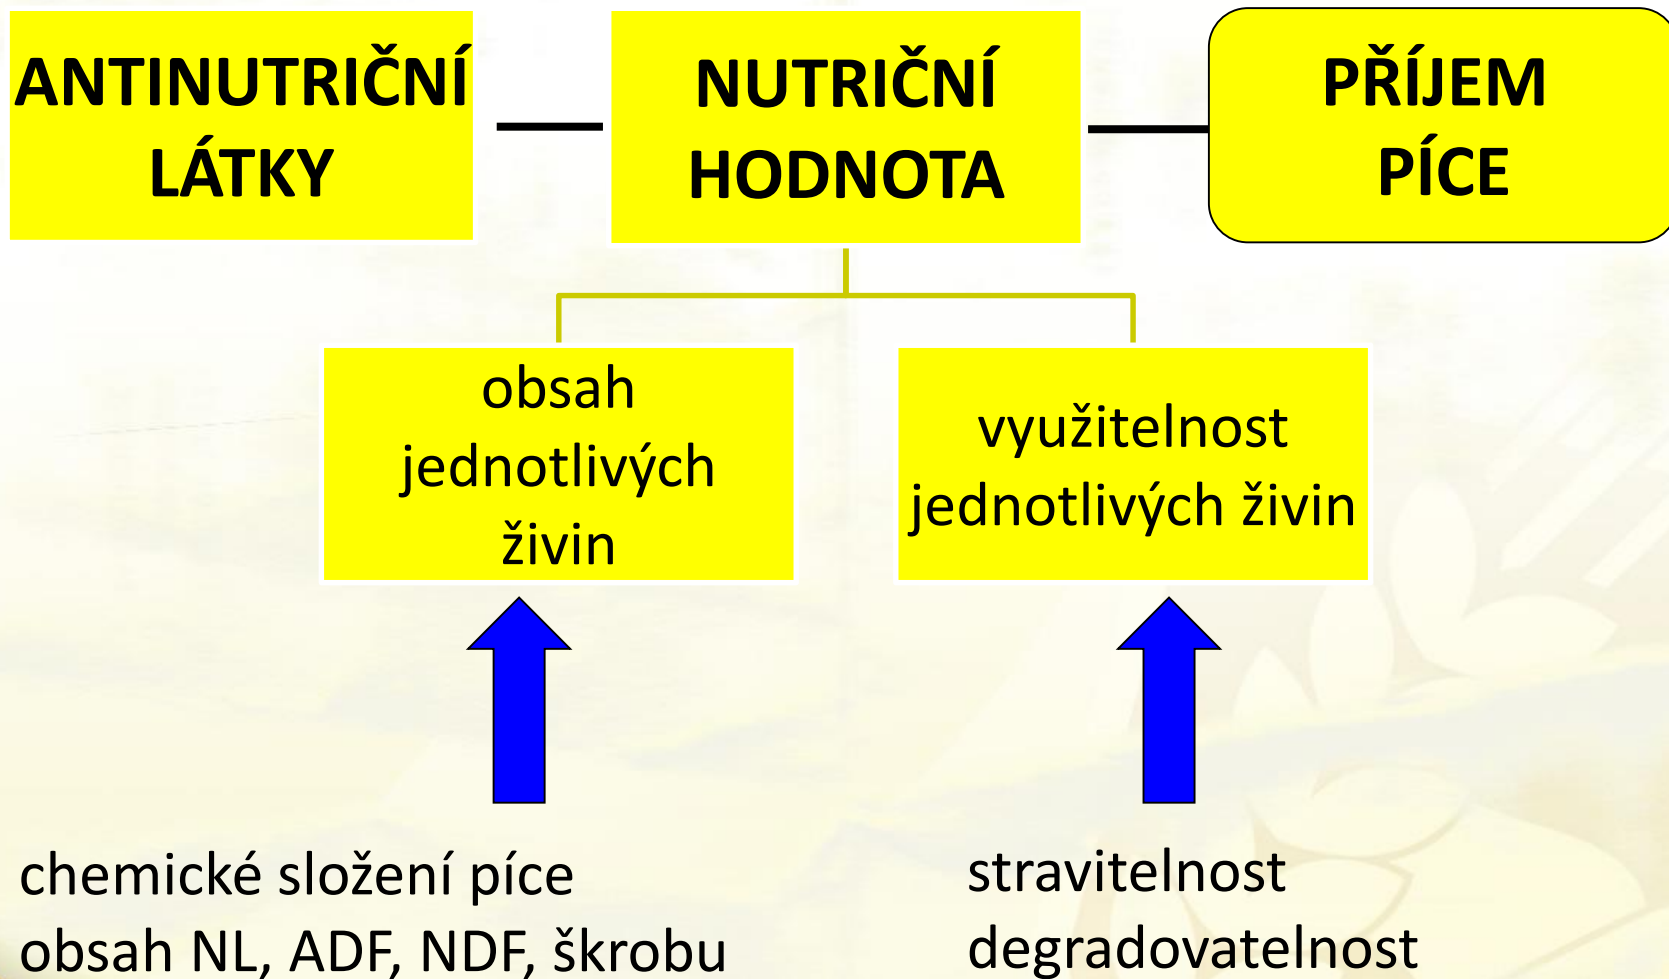 ANTINUTRIČNÍ
LÁTKY
NUTRIČNÍ
HODNOTA
PŘÍJEM
PÍCE
obsah
jednotlivých
živin
využitelnost
jednotlivých živin
chemické složení píce
obsah NL, ADF, NDF, škrobu
stravitelnost
degradovatelnost